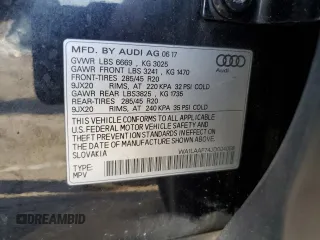 MFD. BY AUDI AG 06 17
GVWR LBS 6669 , KG 3025
GAWR FRONT LBS 3241 , KG 1470
FRONT-TIRES 285/45 R20
9JX20 RIMS, AT 220 KPA 32 PSI COLD
GAWR REAR LBS3825 KG 1735
REAR-TIRES 285/45 R20
9JX20 RIMS, AT 240 KPA 35 PSI COLD
THIS VEHICLE CONFORMS TO ALL APPLICABLE
U.S. FEDERAL MOTOR VEHICLE SAFETY, BUMPER, AND
THEFT PREVENTION STANDARDS IN EFFECT ON
THE DATE OF MANUFACTURE SHOWN ABOVE.
SLOVAKIA
TYPE:
MPV